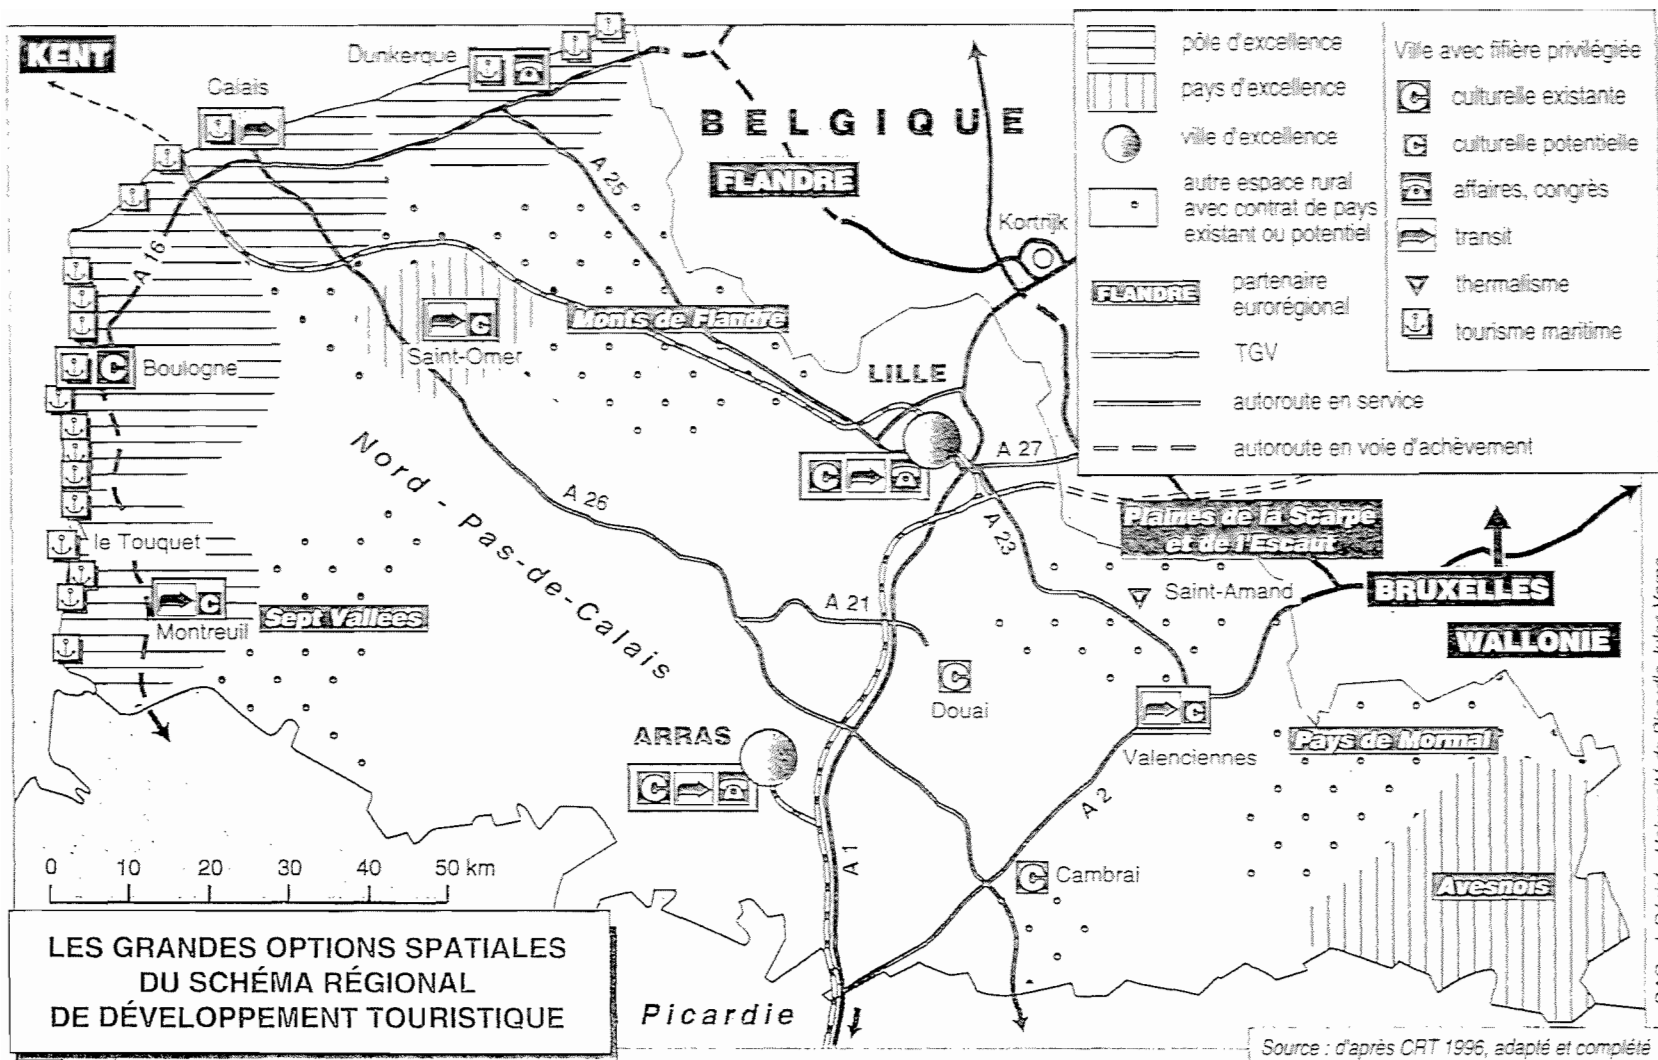 KENT
Calais
Dunkerque
BELGIQUE
FLANDRE
Kortrijk
A 25
A 16
Monts de Flandre
Saint-Omer
Boulogne
LILLE
A 27
Nord - Pas-de-Calais
A 26
A 23
le Touquet
Montreuil
Sept Vallées
A 21
Plaines de la Scarpe
et de l'Escaut
Saint-Amand
BRUXELLES
WALLONIE
Douai
Valenciennes
Pays de Mormal
ARRAS
A 2
A 1
Cambrai
Avesnois
Picardie
pôle d'excellence
pays d'excellence
ville d'excellence
autre espace rural
avec contrat de pays
existant ou potentiel
FLANDRE
partenaire
eurorégional
TGV
autoroute en service
autoroute en voie d'achèvement
Ville avec fifière privilégiée
C culturelle existante
C culturelle potentielle
affaires, congrès
transit
thermalisme
tourisme maritime
0 10 20 30 40 50 km
LES GRANDES OPTIONS SPATIALES
DU SCHÉMA RÉGIONAL
DE DÉVELOPPEMENT TOURISTIQUE
Source : d'après CRT 1996, adapté et complété